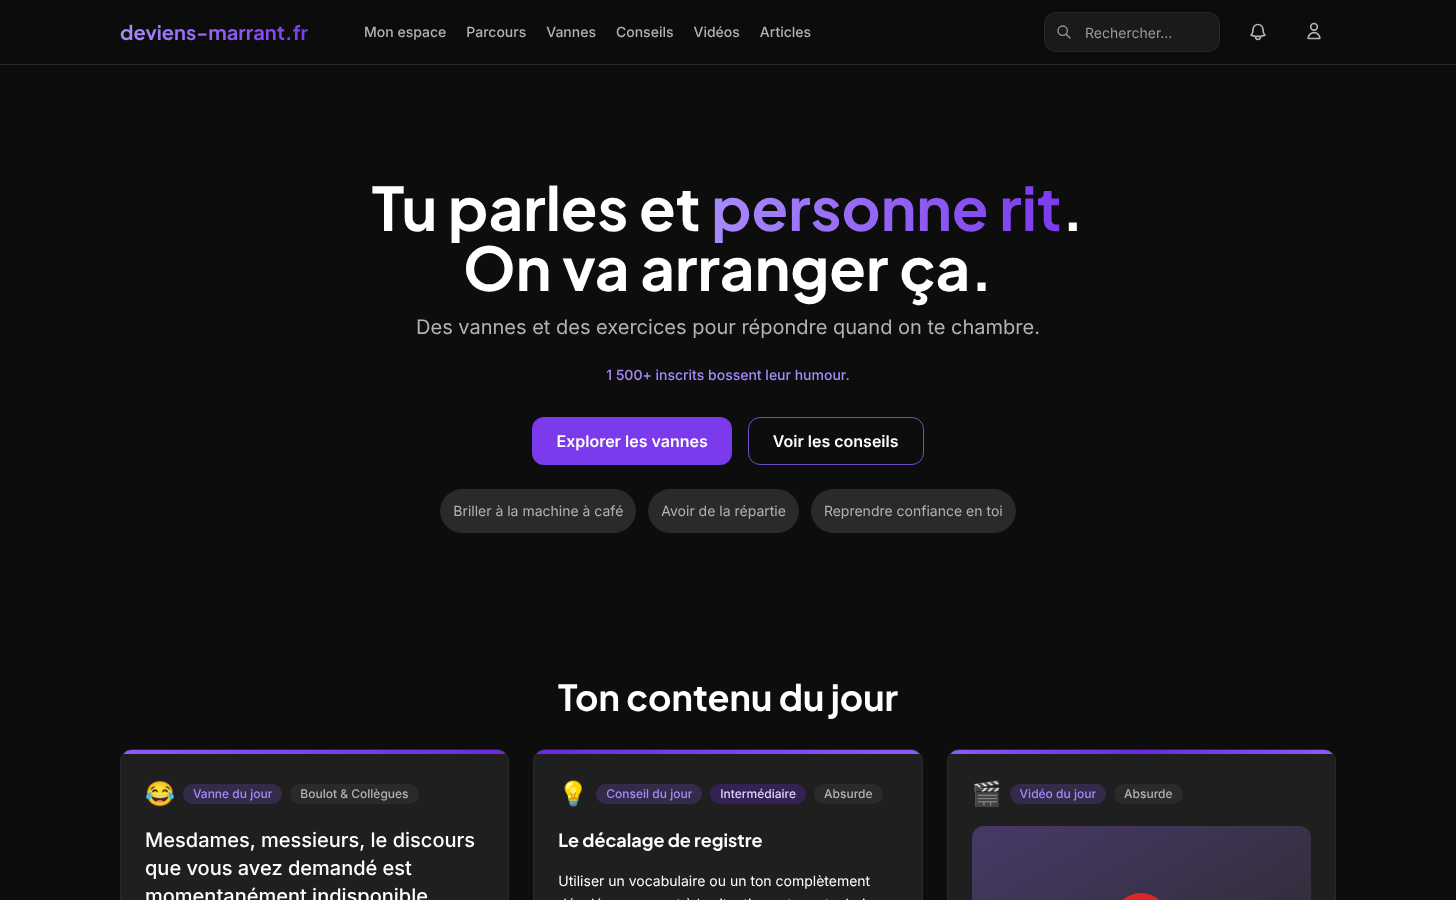 deviens-marrant.fr
Mon espace Parcours Vannes Conseils Vidéos Articles
Rechercher...
Tu parles et personne rit.
On va arranger ça.
Des vannes et des exercices pour répondre quand on te chambre.
1 500+ inscrits bossent leur humour.
Explorer les vannes
Voir les conseils
Briller à la machine à café
Avoir de la répartie
Reprendre confiance en toi
Ton contenu du jour
Vanne du jour
Boulot & Collègues
Mesdames, messieurs, le discours
que vous avez demandé est
momentanément indisponible
Conseil du jour
Intermédiaire
Absurde
Le décalage de registre
Utiliser un vocabulaire ou un ton complètement
Vidéo du jour
Absurde